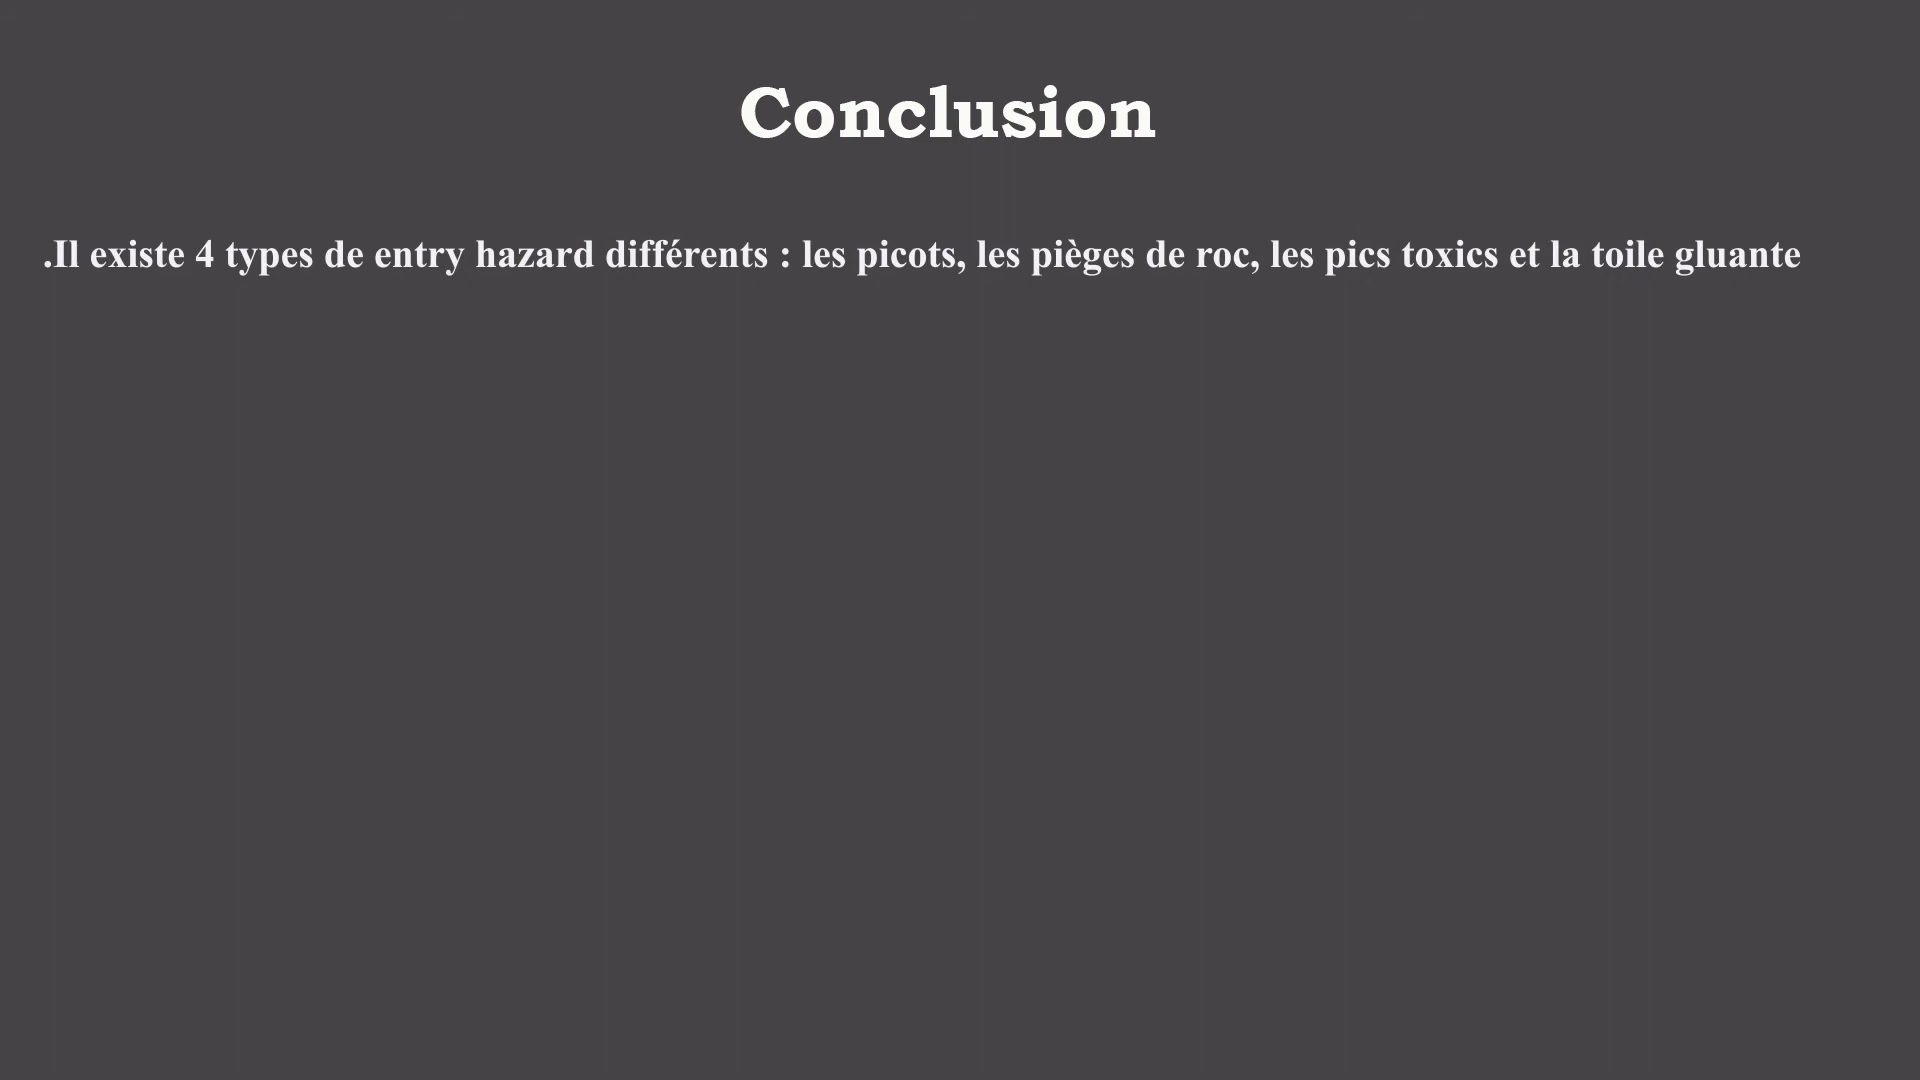 Conclusion
.Il existe 4 types de entry hazard différents : les picots, les pièges de roc, les pics toxics et la toile gluante